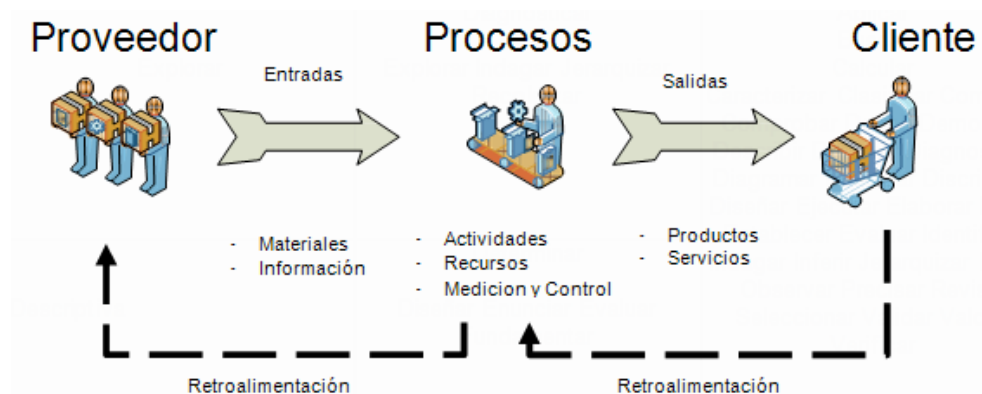 Proveedor
Procesos
Cliente
Entradas
Salidas
- Materiales
- Información
- Actividades
- Recursos
- Medicion y Control
- Productos
- Servicios
Retroalimentación
Retroalimentación